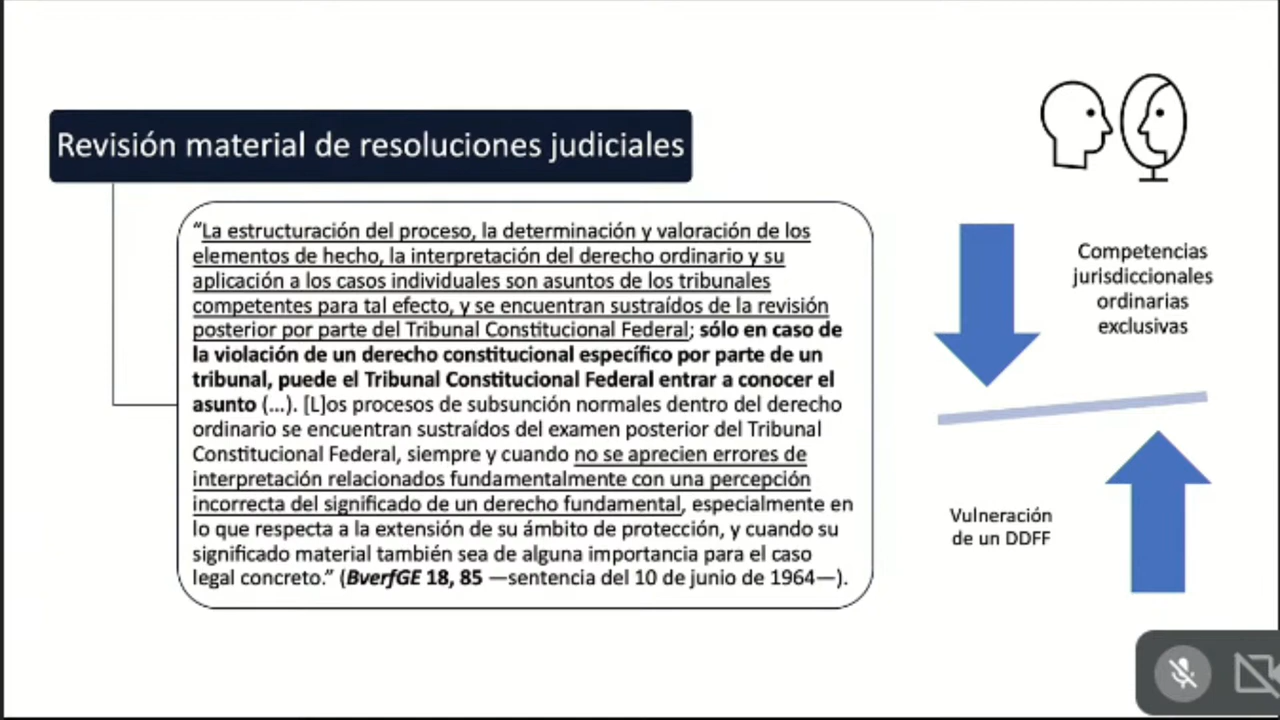 Revisión material de resoluciones judiciales
“La estructuración del proceso, la determinación y valoración de los
elementos de hecho, la interpretación del derecho ordinario y su
aplicación a los casos individuales son asuntos de los tribunales
competentes para tal efecto, y se encuentran sustraídos de la revisión
posterior por parte del Tribunal Constitucional Federal; sólo en caso de
la violación de un derecho constitucional específico por parte de un
tribunal, puede el Tribunal Constitucional Federal entrar a conocer el
asunto (...). [L]os procesos de subsunción normales dentro del derecho
ordinario se encuentran sustraídos del examen posterior del Tribunal
Constitucional Federal, siempre y cuando no se aprecien errores de
interpretación relacionados fundamentalmente con una percepción
incorrecta del significado de un derecho fundamental, especialmente en
lo que respecta a la extensión de su ámbito de protección, y cuando su
significado material también sea de alguna importancia para el caso
legal concreto.” (BverfGE 18, 85 —sentencia del 10 de junio de 1964—).
Competencias
jurisdiccionales
ordinarias
exclusivas
Vulneración
de un DDFF